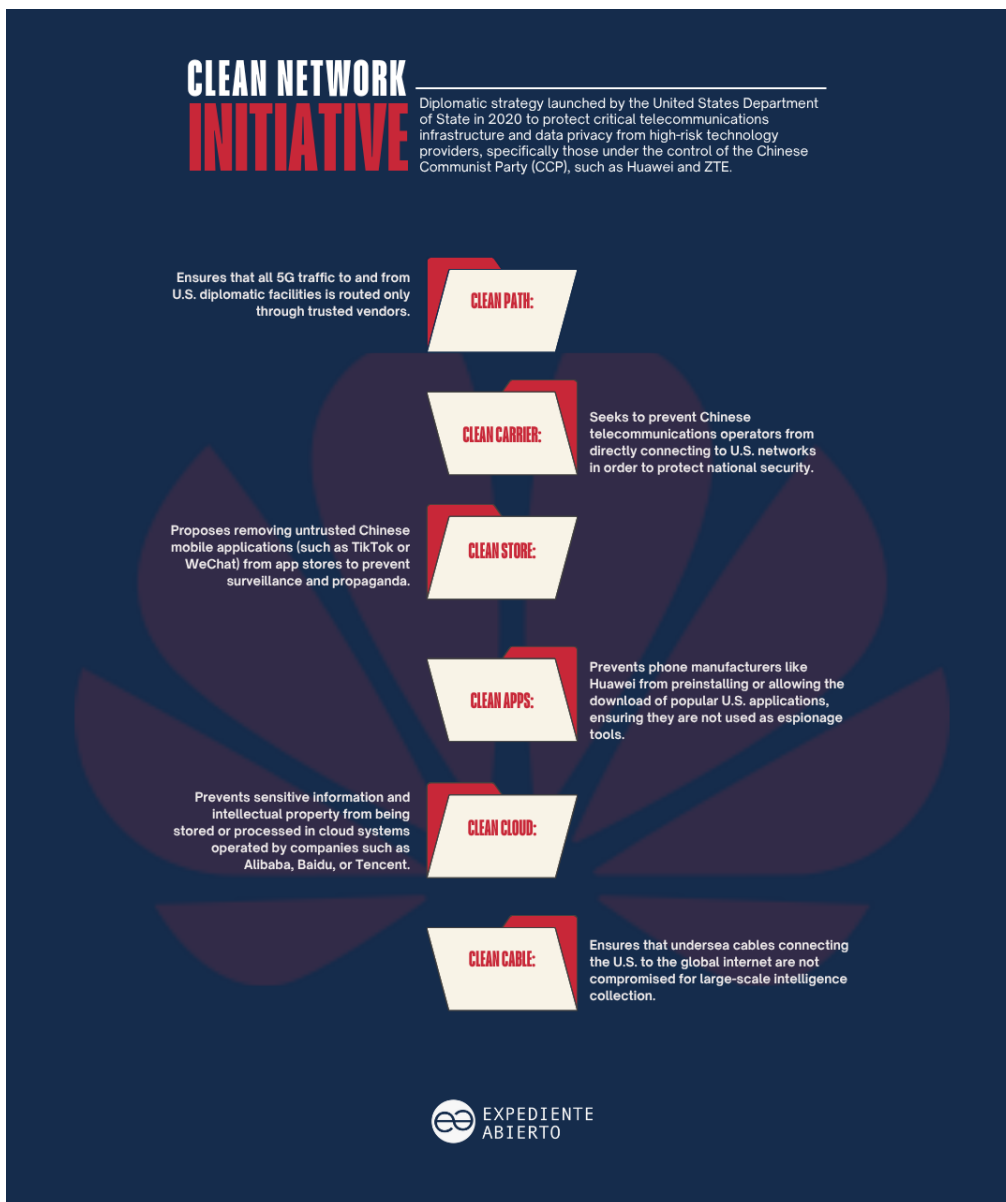 CLEAN NETWORK
INITIATIVE
Diplomatic strategy launched by the United States Department
of State in 2020 to protect critical telecommunications
infrastructure and data privacy from high-risk technology
providers, specifically those under the control of the Chinese
Communist Party (CCP), such as Huawei and ZTE.
CLEAN PATH:
Ensures that all 5G traffic to and from
U.S. diplomatic facilities is routed only
through trusted vendors.
CLEAN CARRIER:
Seeks to prevent Chinese
telecommunications operators from
directly connecting to U.S. networks
in order to protect national security.
CLEAN STORE:
Proposes removing untrusted Chinese
mobile applications (such as TikTok or
WeChat) from app stores to prevent
surveillance and propaganda.
CLEAN APPS:
Prevents phone manufacturers like
Huawei from preinstalling or allowing the
download of popular U.S. applications,
ensuring they are not used as espionage
tools.
CLEAN CLOUD:
Prevents sensitive information and
intellectual property from being
stored or processed in cloud systems
operated by companies such as
Alibaba, Baidu, or Tencent.
CLEAN CABLE:
Ensures that undersea cables connecting
the U.S. to the global internet are not
compromised for large-scale intelligence
collection.
EXPEDIENTE
ABIERTO